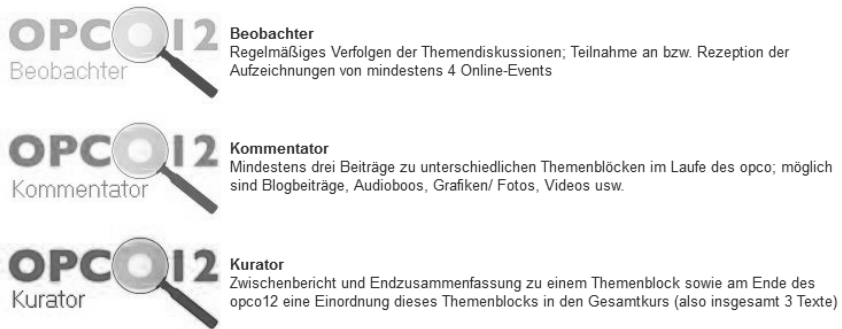 OPCO12
Beobachter
Beobachter
Regelmäßiges Verfolgen der Themendiskussionen; Teilnahme an bzw. Rezeption der
Aufzeichnungen von mindestens 4 Online-Events
OPCO12
Kommentator
Kommentator
Mindestens drei Beiträge zu unterschiedlichen Themenblöcken im Laufe des opco; möglich
sind Blogbeiträge, Audioboos, Grafiken/ Fotos, Videos usw.
OPCO12
Kurator
Kurator
Zwischenbericht und Endzusammenfassung zu einem Themenblock sowie am Ende des
opco12 eine Einordnung dieses Themenblocks in den Gesamtkurs (also insgesamt 3 Texte)